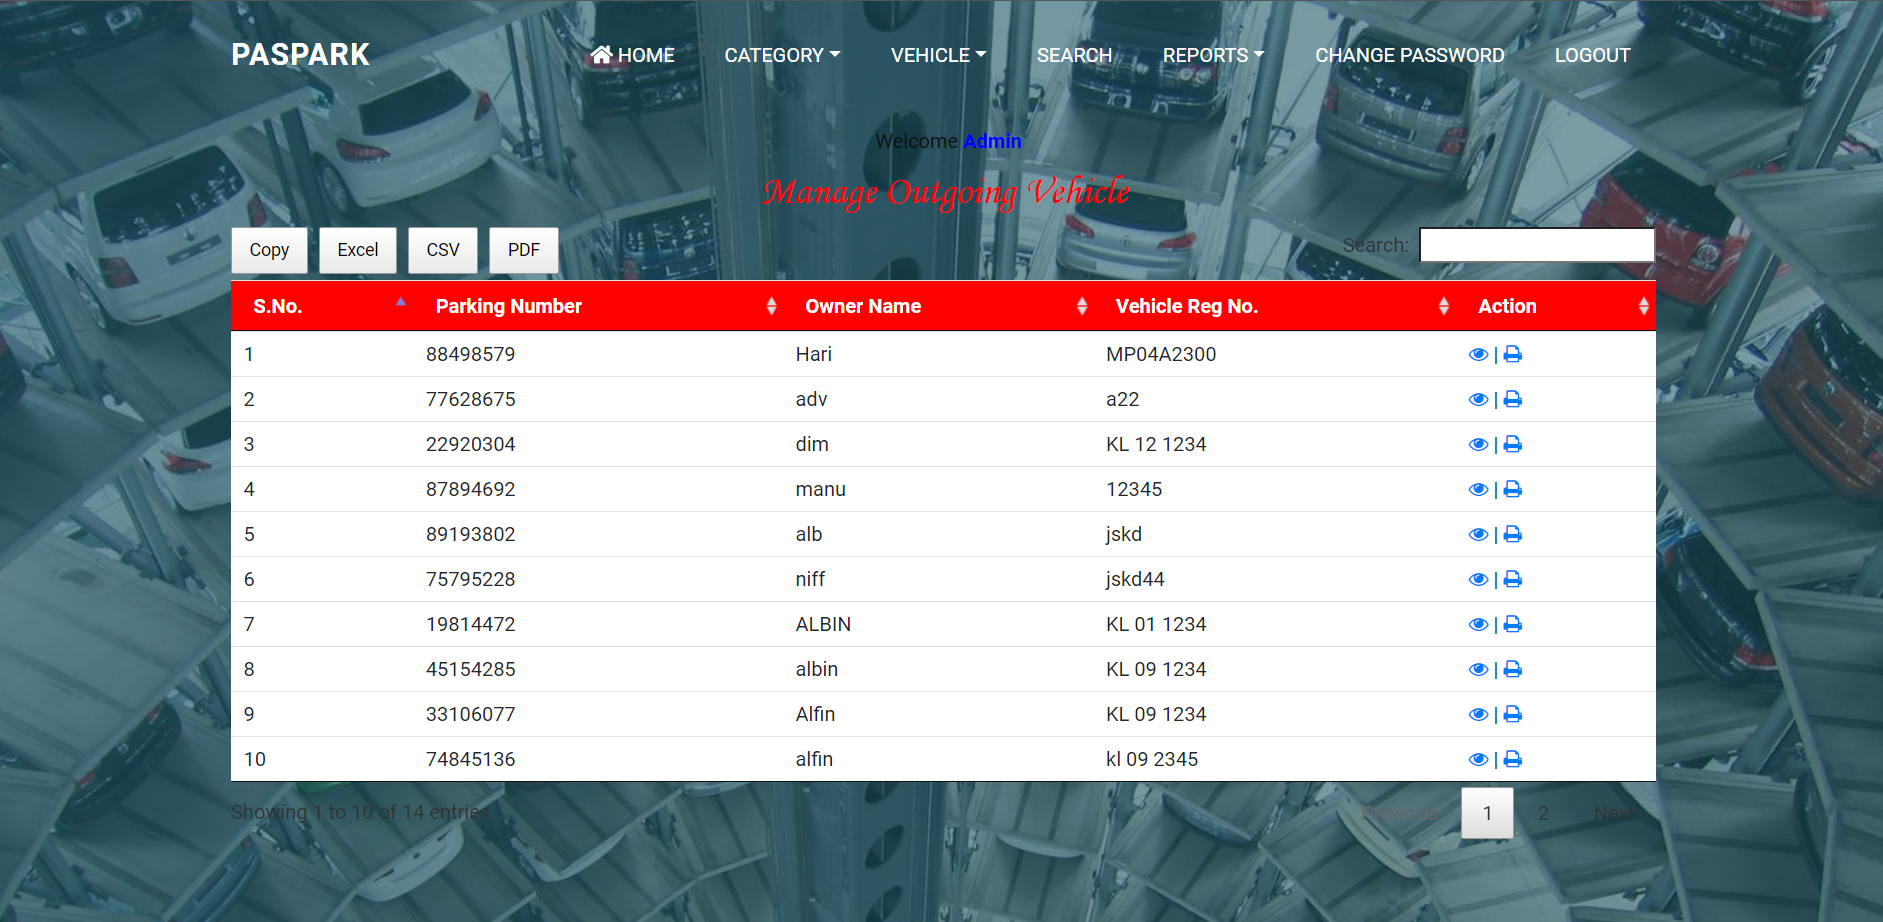 PASPARK HOME CATEGORY VEHICLE SEARCH REPORTS CHANGE PASSWORD LOGOUT
Welcome Admin
Manage Outgoing Vehicle
Copy Excel CSV PDF Search:
S.No. Parking Number Owner Name Vehicle Reg No. Action
1 88498579 Hari MP04A2300 |
2 77628675 adv a22 |
3 22920304 dim KL 12 1234 |
4 87894692 manu 12345 |
5 89193802 alb jskd |
6 75795228 niff jskd44 |
7 19814472 ALBIN KL 01 1234 |
8 45154285 albin KL 09 1234 |
9 33106077 Alfin KL 09 1234 |
10 74845136 alfin kl 09 2345 |
Showing 1 to 10 of 14 entries Previous 1 2 Next